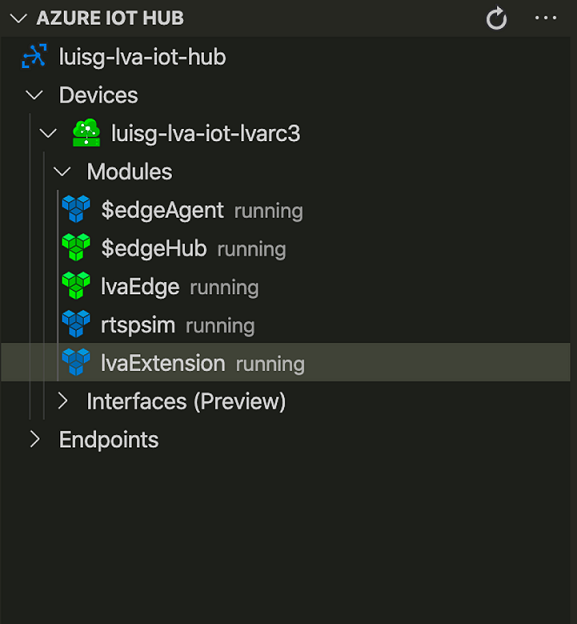 AZURE IOT HUB
luisg-lva-iot-hub
Devices
luisg-lva-iot-lvarc3
Modules
$edgeAgent running
$edgeHub running
lvaEdge running
rtspsim running
lvaExtension running
Interfaces (Preview)
Endpoints